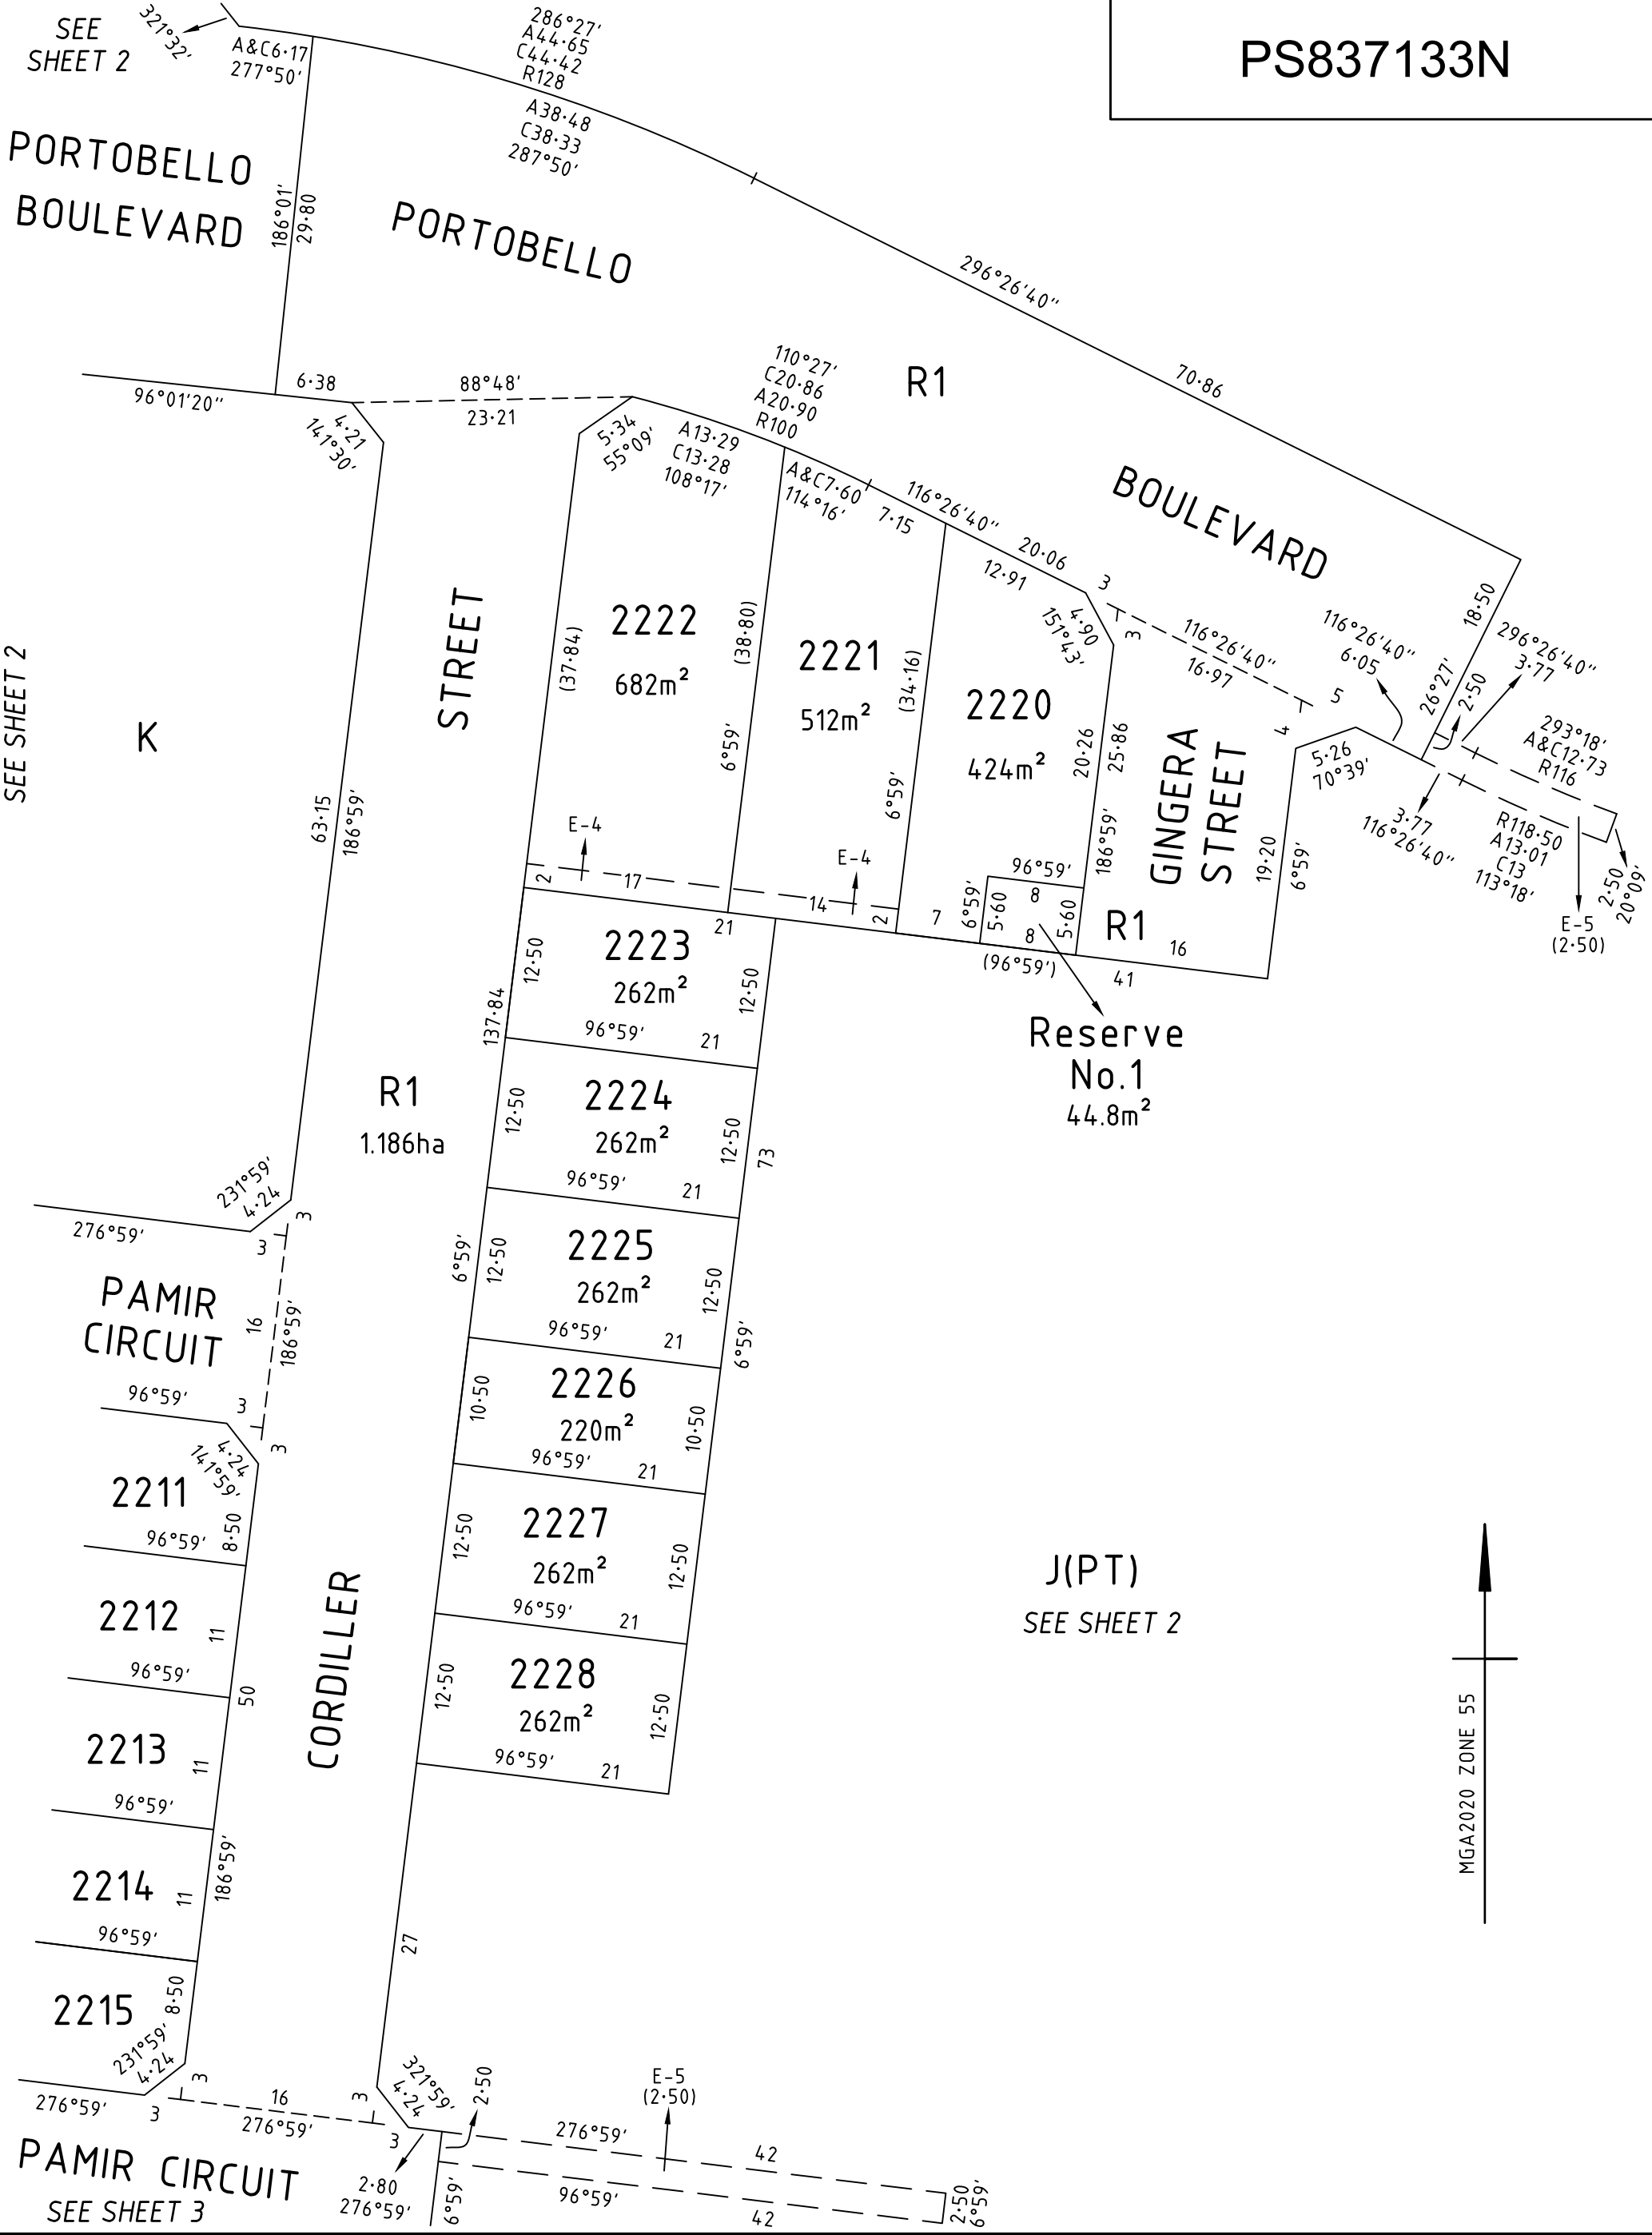 PS837133N
SEE
SHEET 2
321°32'
A&C6·17
277°50'
286°27'
A44·65
C44·42
R128
A38·48
C38·33
287°50'
PORTOBELLO
BOULEVARD
186°01'
29·80
PORTOBELLO
296°26'40"
70·86
R1
BOULEVARD
96°01'20"
6·38
88°48'
23·21
4·21
141°30'
5·34
55°09'
A13·29
C13·28
108°17'
110°27'
C20·86
A20·90
R100
A&C7·60
114°16'
7·15
116°26'40"
20·06
12·91
3
4·90
151°43'
3
116°26'40"
16·97
116°26'40"
6·05
5
4
5·26
70°39'
18·50
26°27'
2·50
296°26'40"
3·77
293°18'
A&C12·73
R116
3·77
116°26'40"
R118·50
A13·01
C13
113°18'
2·50
20°09'
E-5
(2·50)
SEE SHEET 2
K
STREET
63·15
186°59'
2222
682m²
(37·84)
(38·80)
6°59'
2221
512m²
(34·16)
6°59'
2220
424m²
20·26
25·86
186°59'
GINGERA
STREET
19·20
6°59'
E-4
E-4
2
17
14
2
21
7
6°59'
5·60
96°59'
8
8
5·60
(96°59')
R1
16
41
Reserve
No.1
44.8m²
2223
262m²
12·50
12·50
96°59'
21
137·84
2224
262m²
12·50
12·50
96°59'
21
73
R1
1.186ha
2225
262m²
6°59'
12·50
12·50
96°59'
21
6°59'
2226
220m²
10·50
10·50
96°59'
21
2227
262m²
12·50
12·50
96°59'
21
2228
262m²
12·50
12·50
96°59'
21
231°59'
4·24
276°59'
3
3
PAMIR
CIRCUIT
16
186°59'
96°59'
3
3
4·24
141°59'
2211
8·50
96°59'
2212
11
96°59'
50
2213
11
96°59'
2214
11
186°59'
96°59'
2215
8·50
231°59'
4·24
CORDILLER
27
J(PT)
SEE SHEET 2
MGA2020 ZONE 55
276°59'
3
3
16
276°59'
3
3
321°59'
4·24
2·50
E-5
(2·50)
276°59'
42
96°59'
42
2·50
6°59'
2·80
276°59'
6°59'
PAMIR CIRCUIT
SEE SHEET 3